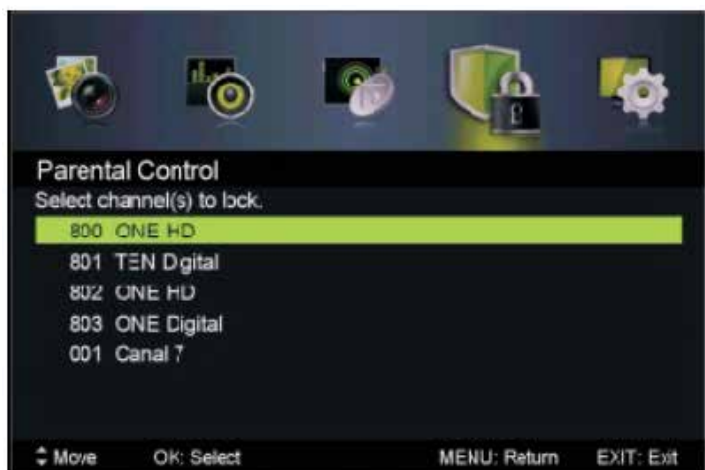 Parental Control
Select channel(s) to lock.
800 ONE HD
801 TEN Digital
802 ONE HD
803 ONE Digital
001 Canal 7
Move OK: Select MENU: Return EXIT: Exit